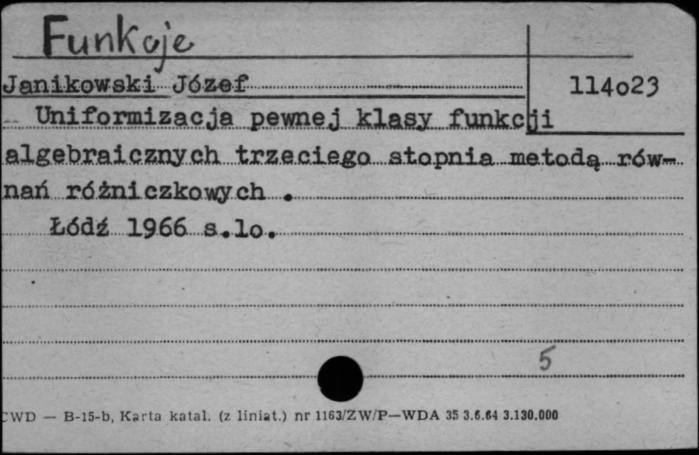 Funkcje
Janikowski Józef 114o23
Uniformizacja pewnej klasy funkcji
algebraicznych trzeciego stopnia metodą rów-
nań różniczkowych .
Łódź 1966 s.lo.
5
CWD — B-15-b, Karta katal. (z liniat.) nr 1163/ZW/P—WDA 35 3.6.64 3.130.000